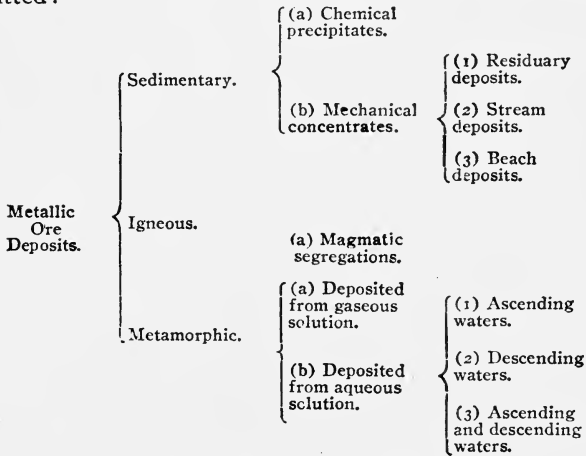 (a) Chemical
precipitates.
Sedimentary.
(b) Mechanical
concentrates.
(1) Residuary
deposits.
(2) Stream
deposits.
(3) Beach
deposits.
Metallic
Ore
Deposits.
Igneous.
(a) Magmatic
segregations.
Metamorphic.
(a) Deposited
from gaseous
solution.
(b) Deposited
from aqueous
solution.
(1) Ascending
waters.
(2) Descending
waters.
(3) Ascending
and descending
waters.